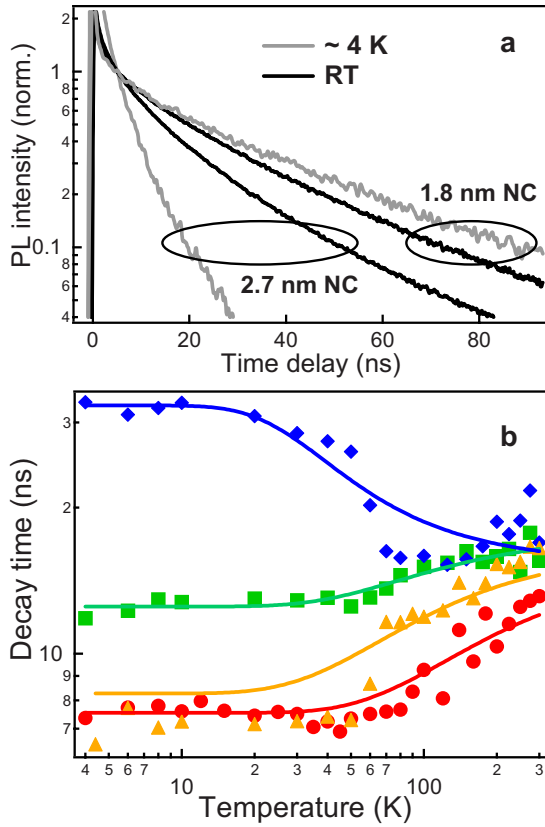 a
~ 4 K
RT
PL intensity (norm.)
2
1
8
6
4
2
0.1
8
6
4
1.8 nm NC
2.7 nm NC
0 20 40 60 80
Time delay (ns)
b
Decay time (ns)
3
2
10
9
8
7
4 5 6 7 10 2 3 4 5 6 7 100 2 3
Temperature (K)